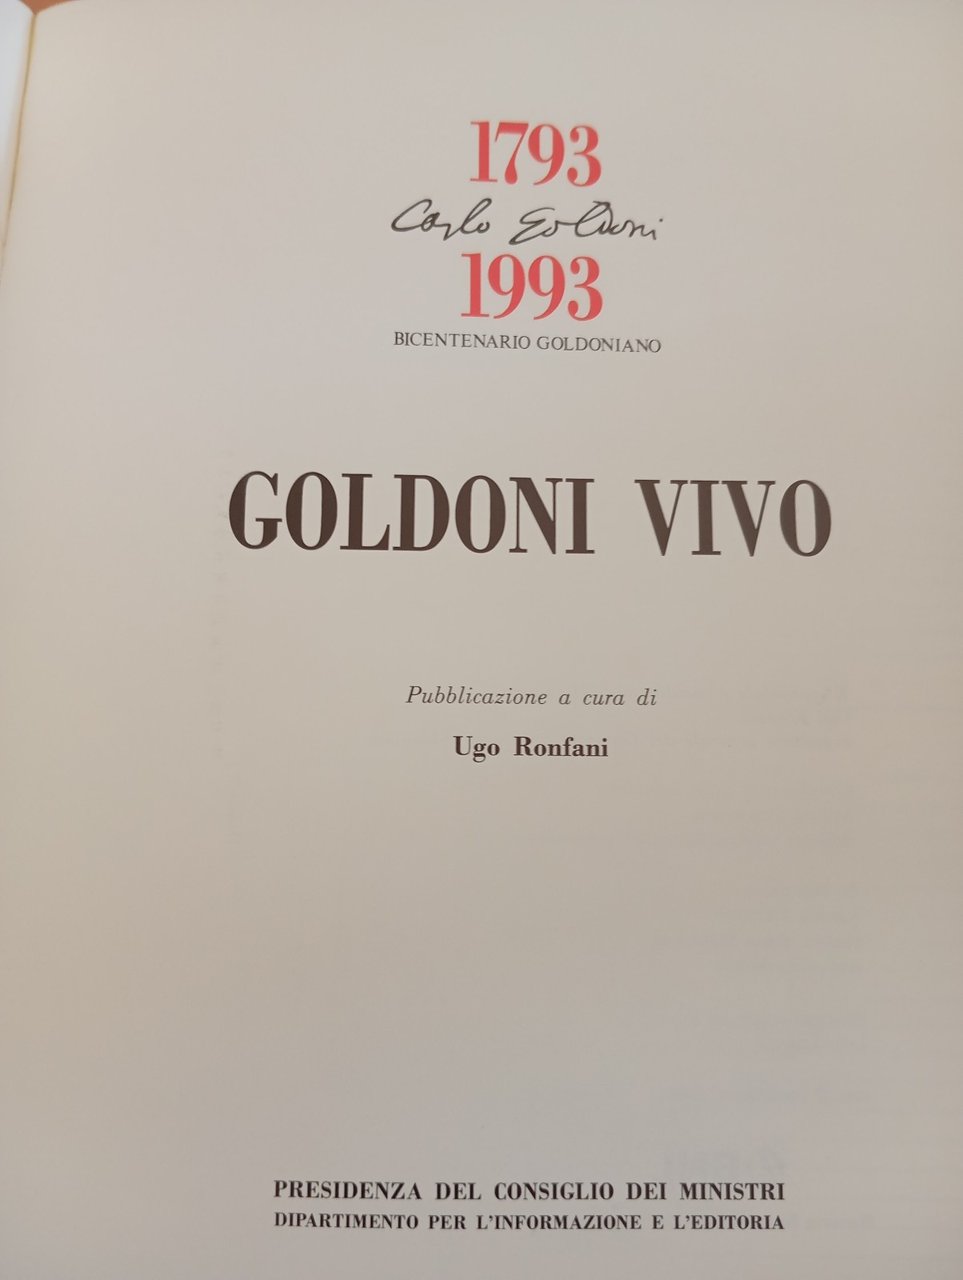 1793
Carlo Goldoni
1993
BICENTENARIO GOLDONIANO
GOLDONI VIVO
Pubblicazione a cura di
Ugo Ronfani
PRESIDENZA DEL CONSIGLIO DEI MINISTRI
DIPARTIMENTO PER L'INFORMAZIONE E L'EDITORIA